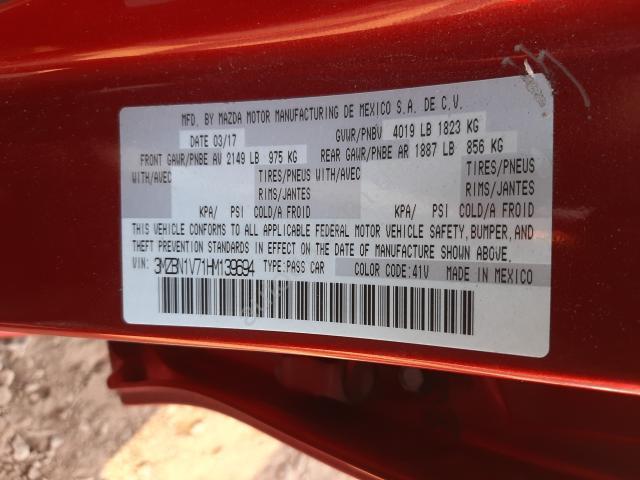 MFD. BY MAZDA MOTOR MANUFACTURING DE MEXICO S.A. DE C.V.
DATE 03/17 GVWR/PNBV 4019 LB 1823 KG
FRONT GAWR/PNBE AV 2149 LB 975 KG REAR GAWR/PNBE AR 1887 LB 856 KG
WITH/AVEC TIRES/PNEUS WITH/AVEC TIRES/PNEUS
RIMS/JANTES RIMS/JANTES
KPA/ PSI COLD/A FROID KPA/ PSI COLD/A FROID
THIS VEHICLE CONFORMS TO ALL APPLICABLE FEDERAL MOTOR VEHICLE SAFETY, BUMPER, AND
THEFT PREVENTION STANDARDS IN EFFECT ON THE DATE OF MANUFACTURE SHOWN ABOVE.
VIN: 3MZBN1V71HM139694 TYPE: PASS CAR COLOR CODE: 41V MADE IN MEXICO